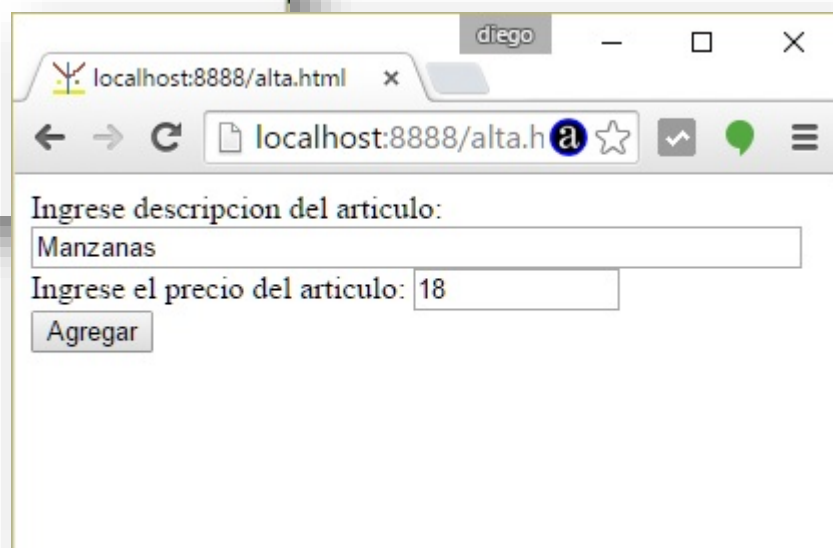 diego
localhost:8888/alta.html
localhost:8888/alta.h
a
Ingrese descripcion del articulo:
Manzanas
Ingrese el precio del articulo: 18
Agregar